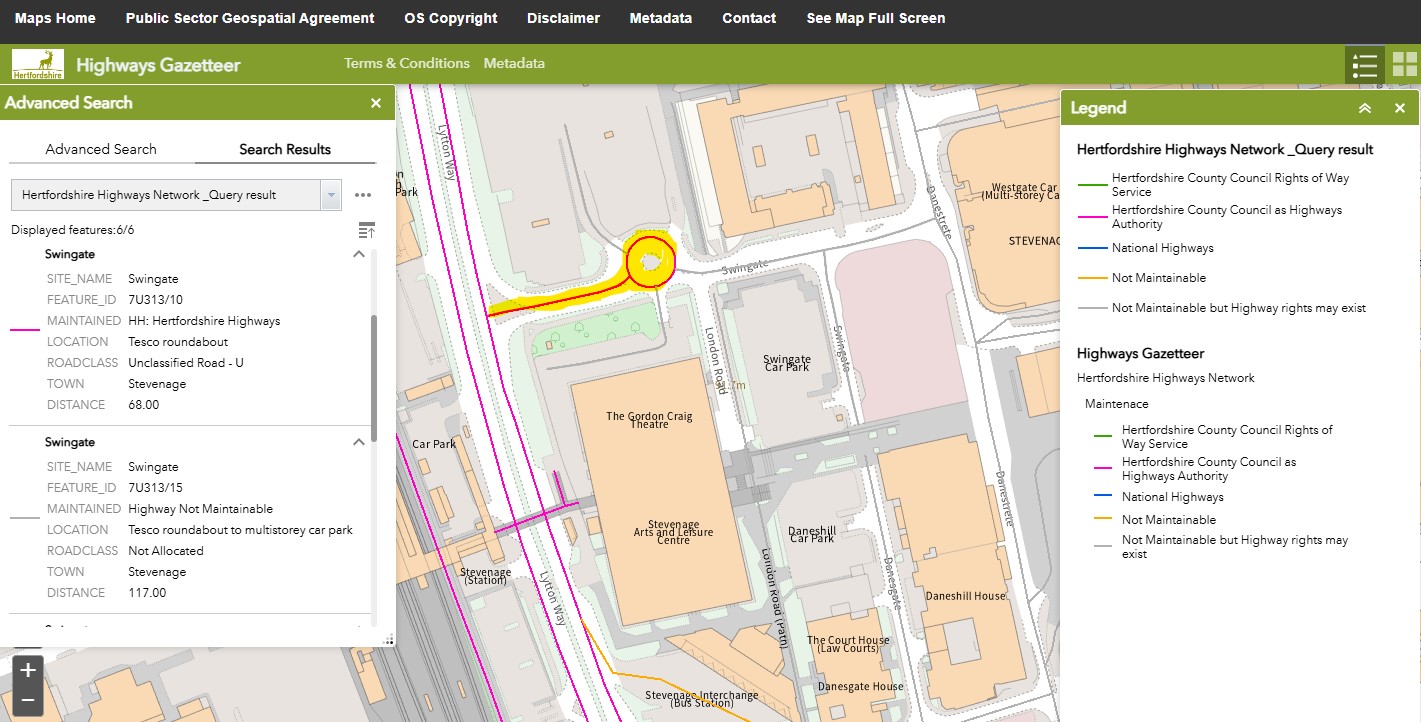 Maps Home Public Sector Geospatial Agreement OS Copyright Disclaimer Metadata Contact See Map Full Screen
Hertfordshire
Highways Gazetteer
Terms & Conditions Metadata
Advanced Search
Advanced Search Search Results
Hertfordshire Highways Network _Query result
Displayed features:6/6
Swingate
SITE_NAME Swingate
FEATURE_ID 7U313/10
MAINTAINED HH: Hertfordshire Highways
LOCATION Tesco roundabout
ROADCLASS Unclassified Road - U
TOWN Stevenage
DISTANCE 68.00
Swingate
SITE_NAME Swingate
FEATURE_ID 7U313/15
MAINTAINED Highway Not Maintainable
LOCATION Tesco roundabout to multistorey car park
ROADCLASS Not Allocated
TOWN Stevenage
DISTANCE 117.00
Lytton Way
Park
Swingate
Danestrete
Westgate Car
(Multi-storey Ca
STEVENAG
London Road
Swingate
Car Park
Swingate
The Gordon Craig
Theatre
Car Park
Stevenage
Arts and Leisure
Centre
Daneshill
Car Park
Danestrete
Stevenage
(Station)
Lytton Way
London Road (Path)
Danesgate
Daneshill House
The Court House
(Law Courts)
Danesgate House
Stevenage Interchange
(Bus Station)
Legend
Hertfordshire Highways Network _Query result
Hertfordshire County Council Rights of Way
Service
Hertfordshire County Council as Highways
Authority
National Highways
Not Maintainable
Not Maintainable but Highway rights may exist
Highways Gazetteer
Hertfordshire Highways Network
Maintenace
Hertfordshire County Council Rights of
Way Service
Hertfordshire County Council as
Highways Authority
National Highways
Not Maintainable
Not Maintainable but Highway rights may
exist